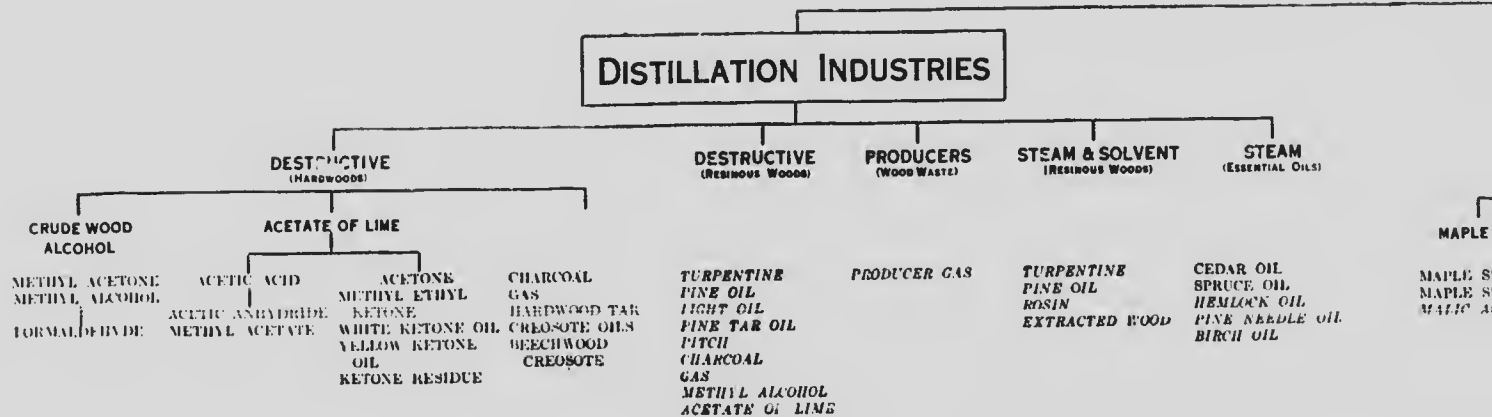 DISTILLATION INDUSTRIES
DESTRUCTIVE
(HARDWOODS)
CRUDE WOOD
ALCOHOL
METHYL ACETONE
METHYL ALCOHOL
FORMALDEHYDE
ACETATE OF LIME
ACETIC ACID
ACETIC ANHYDRIDE
METHYL ACETATE
ACETONE
METHYL ETHYL
KETONE
WHITE KETONE OIL
YELLOW KETONE
OIL
KETONE RESIDUE
CHARCOAL
GAS
HARDWOOD TAR
CREOSOTE OILS
BEECHWOOD
CREOSOTE
DESTRUCTIVE
(RESINOUS WOODS)
TURPENTINE
PINE OIL
LIGHT OIL
PINE TAR OIL
PITCH
CHARCOAL
GAS
METHYL ALCOHOL
ACETATE OF LIME
PRODUCERS
(WOOD WASTE)
PRODUCER GAS
STEAM & SOLVENT
(RESINOUS WOODS)
TURPENTINE
PINE OIL
ROSIN
EXTRACTED WOOD
STEAM
(ESSENTIAL OILS)
CEDAR OIL
SPRUCE OIL
HEMLOCK OIL
PINE NEEDLE OIL
BIRCH OIL
MAPLE
MAPLE S
MAPLE S
MALIC A